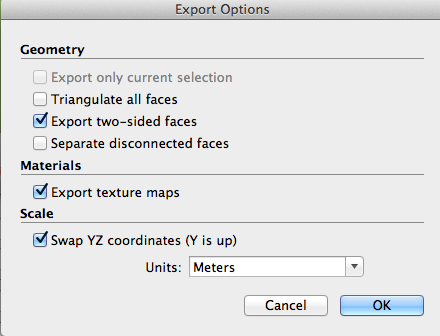 Export Options
Geometry
Export only current selection
Triangulate all faces
Export two-sided faces
Separate disconnected faces
Materials
Export texture maps
Scale
Swap YZ coordinates (Y is up)
Units: Meters
Cancel OK